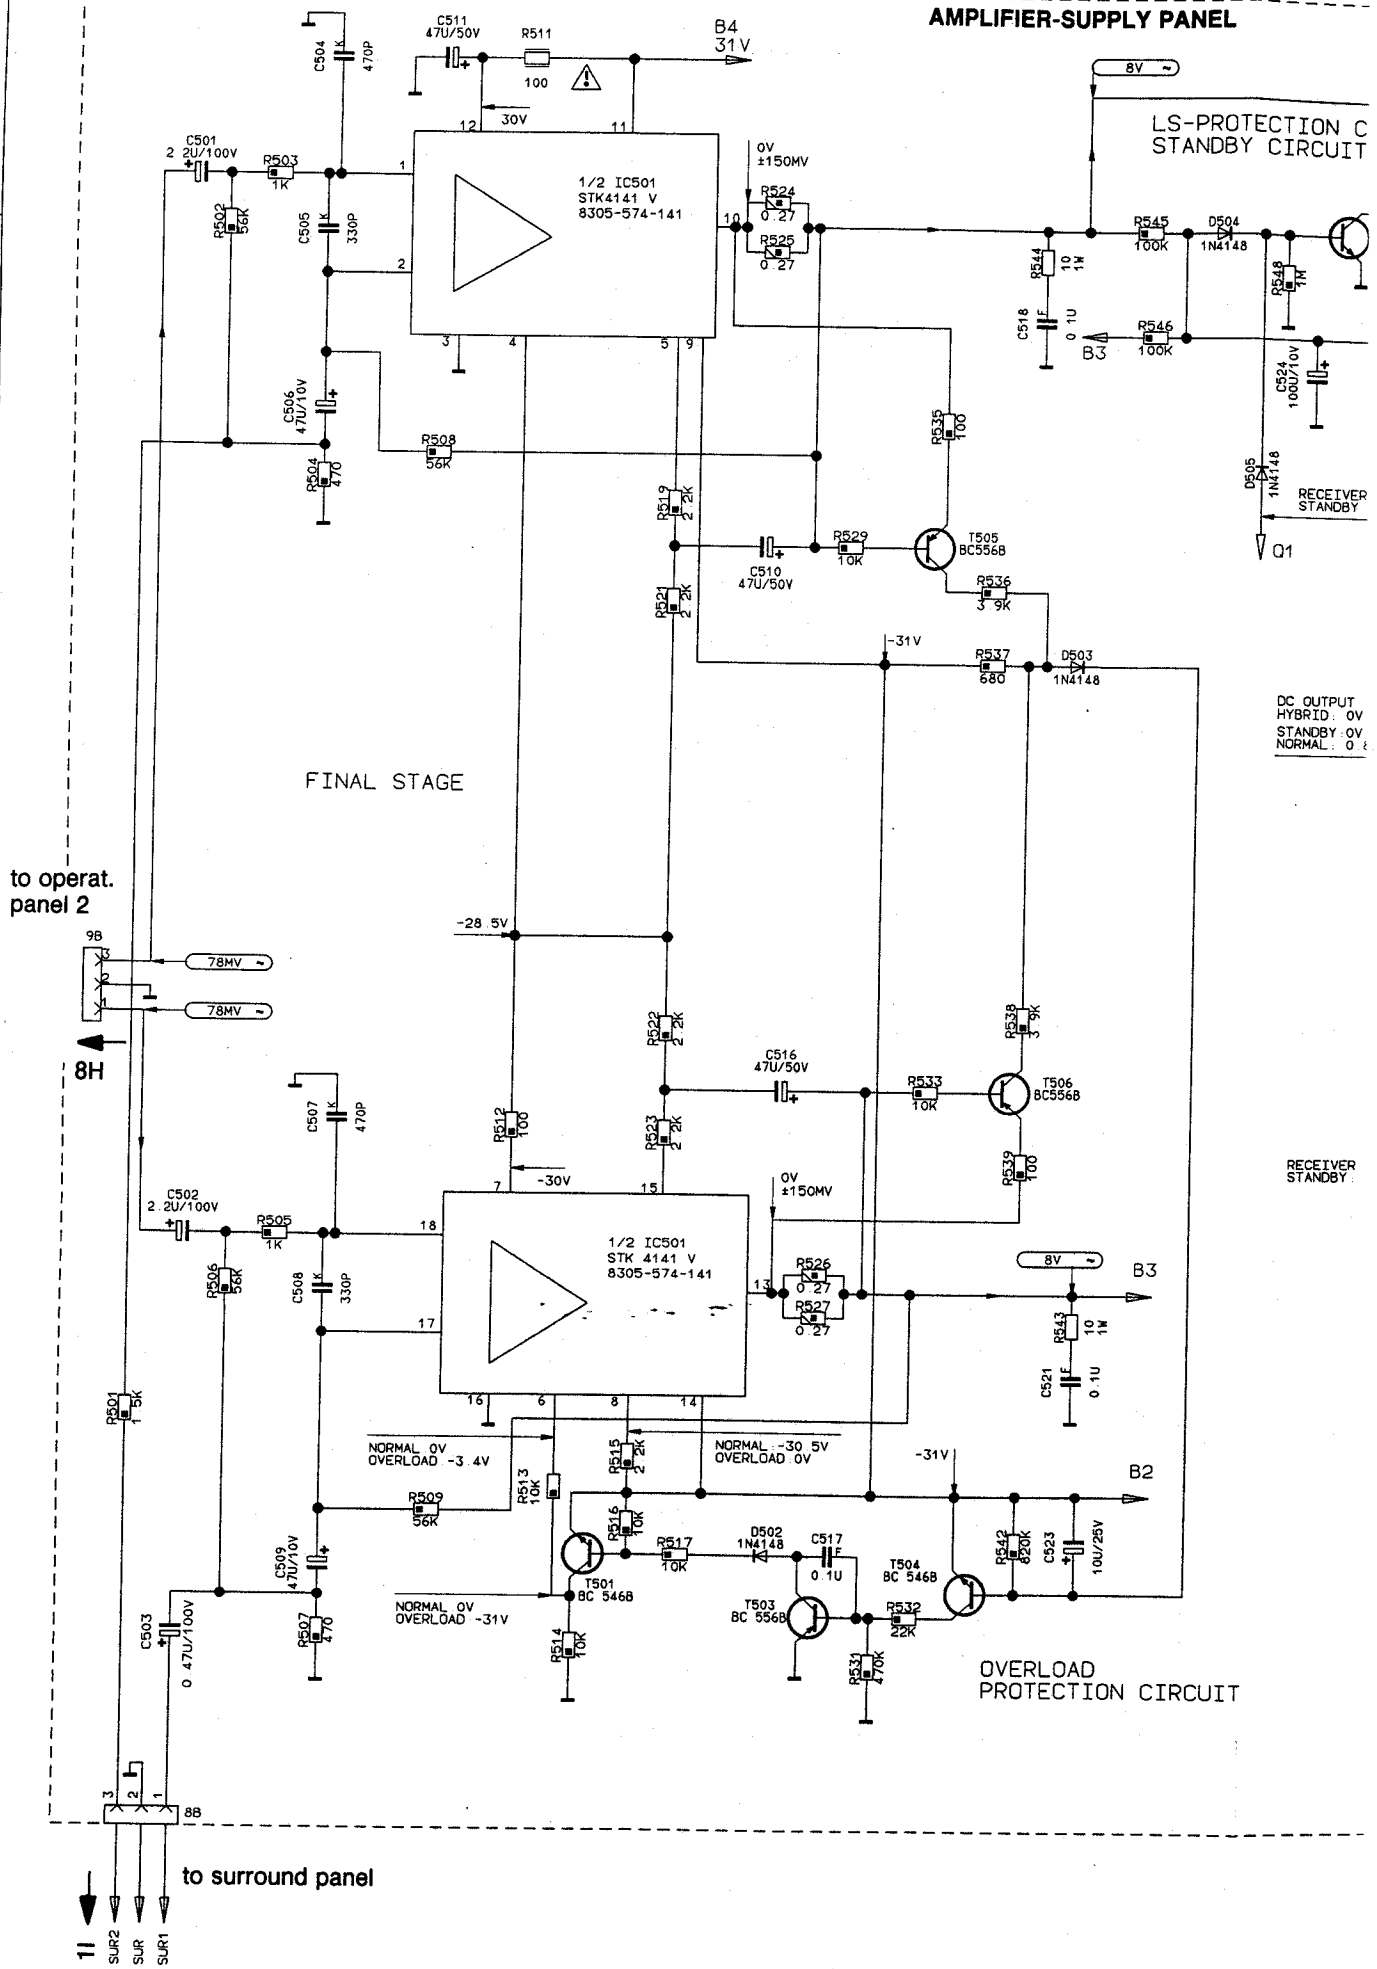 AMPLIFIER-SUPPLY PANEL
C511
47U/50V
R511
100
B4
31V
C504
K
470P
30V
12
11
8V ~
LS-PROTECTION C
STANDBY CIRCUIT
C501
2 2U/100V
R503
1K
R502
56K
C505
K
330P
1
2
1/2 IC501
STK4141 V
8305-574-141
10
0V
±150MV
R524
0.27
R525
0.27
3
4
5
9
R544
10
1W
C518
F
0 1U
R545
100K
D504
1N4148
R548
1M
B3
R546
100K
C524
100U/10V
C506
47U/10V
R508
56K
R504
470
R519
2.2K
R535
100
D505
1N4148
RECEIVER
STANDBY
Q1
C510
47U/50V
R529
10K
T505
BC556B
R521
2.2K
R536
3.9K
-31V
R537
680
D503
1N4148
DC OUTPUT
HYBRID: 0V
STANDBY:0V
NORMAL: 0.
FINAL STAGE
to operat.
panel 2
9B
3
2
1
78MV ~
78MV ~
8H
-28.5V
R522
2.2K
R538
3.9K
C516
47U/50V
R533
10K
T506
BC556B
C507
K
470P
R512
100
R523
2.2K
R539
100
-30V
7
15
0V
±150MV
RECEIVER
STANDBY:
C502
2.2U/100V
R505
1K
R506
56K
C508
K
330P
18
17
1/2 IC501
STK 4141 V
8305-574-141
13
R526
0.27
R527
0.27
8V ~
B3
R543
10
1W
C521
F
0.1U
R501
1.5K
16
6
8
14
NORMAL:0V
OVERLOAD:-3.4V
NORMAL:-30.5V
OVERLOAD:0V
R513
10K
R515
2.2K
-31V
B2
R509
56K
R516
10K
C509
47U/10V
R517
10K
D502
1N4148
C517
F
0.1U
T504
BC 546B
R542
820K
C523
10U/25V
T501
BC 546B
NORMAL:0V
OVERLOAD:-31V
T503
BC 556B
R532
22K
C503
0.47U/100V
R507
470
R514
10K
R531
470K
OVERLOAD
PROTECTION CIRCUIT
3
2
1
8B
to surround panel
1I
SUR2
SUR
SUR1